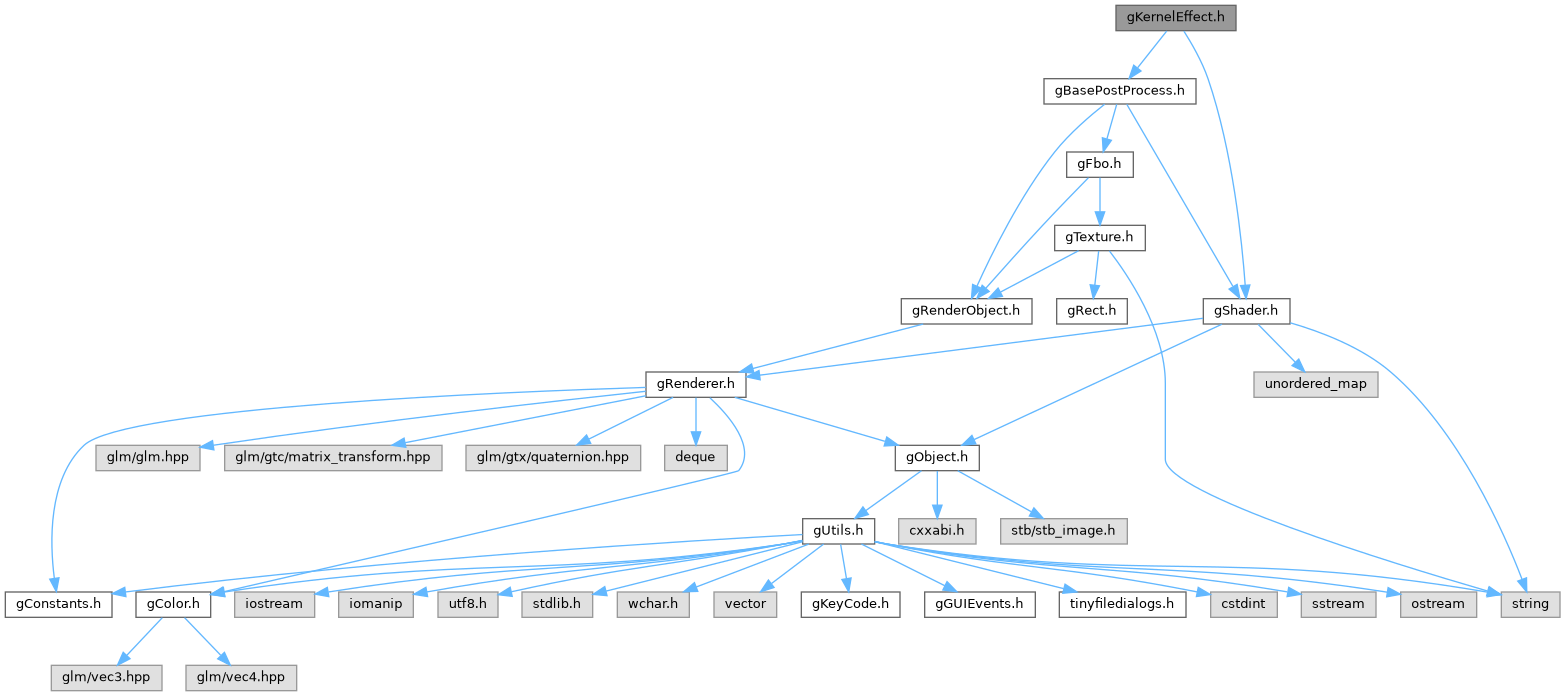 gKernelEffect.h
gBasePostProcess.h
gFbo.h
gTexture.h
gRenderObject.h
gRect.h
gShader.h
gRenderer.h
unordered_map
glm/glm.hpp
glm/gtc/matrix_transform.hpp
glm/gtx/quaternion.hpp
deque
gObject.h
gUtils.h
cxxabi.h
stb/stb_image.h
gConstants.h
gColor.h
iostream
iomanip
utf8.h
stdlib.h
wchar.h
vector
gKeyCode.h
gGUIEvents.h
tinyfiledialogs.h
cstdint
sstream
ostream
string
glm/vec3.hpp
glm/vec4.hpp